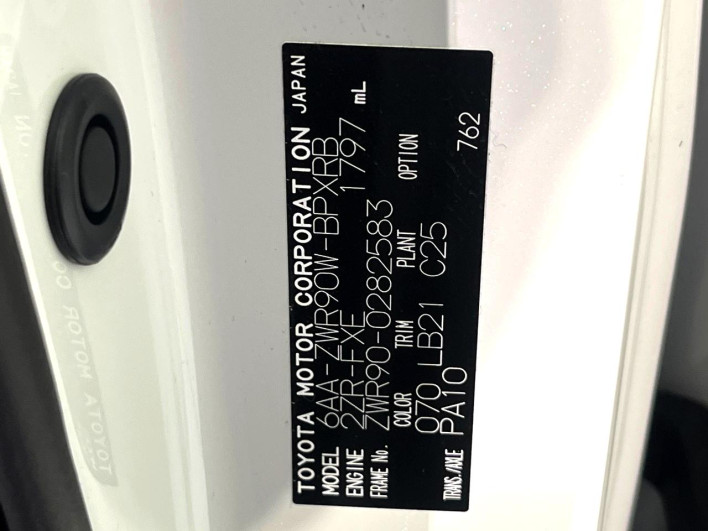 TOYOTA MOTOR CORPORATION JAPAN
MODEL 6AA-ZWR90W-BPXRB
ENGINE 2ZR-FXE 1797 mL
FRAME No. ZWR90-0282583
COLOR TRIM PLANT OPTION
070 LB21 C25
TRANS./AXLE PA10 762